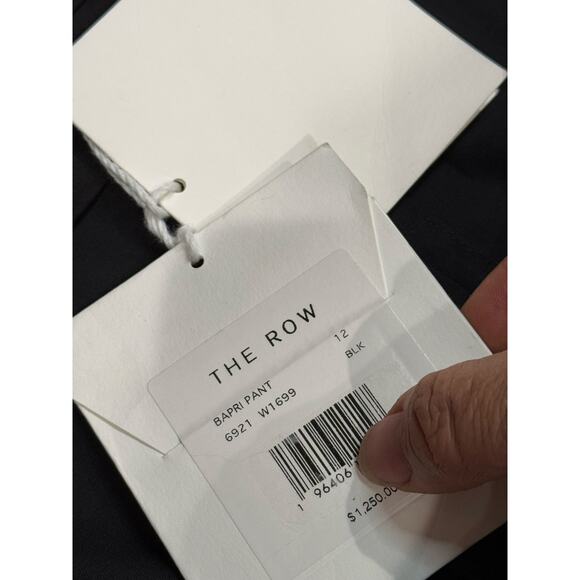 THE ROW
BAPRI PANT 12
6921 W1699 BLK
1 96406
$1,250.00